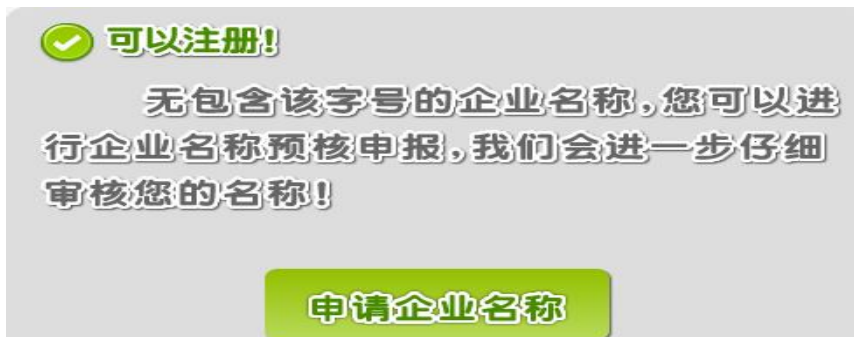 可以注册!
无包含该字号的企业名称,您可以进
行企业名称预核申报,我们会进一步仔细
审核您的名称!
申请企业名称